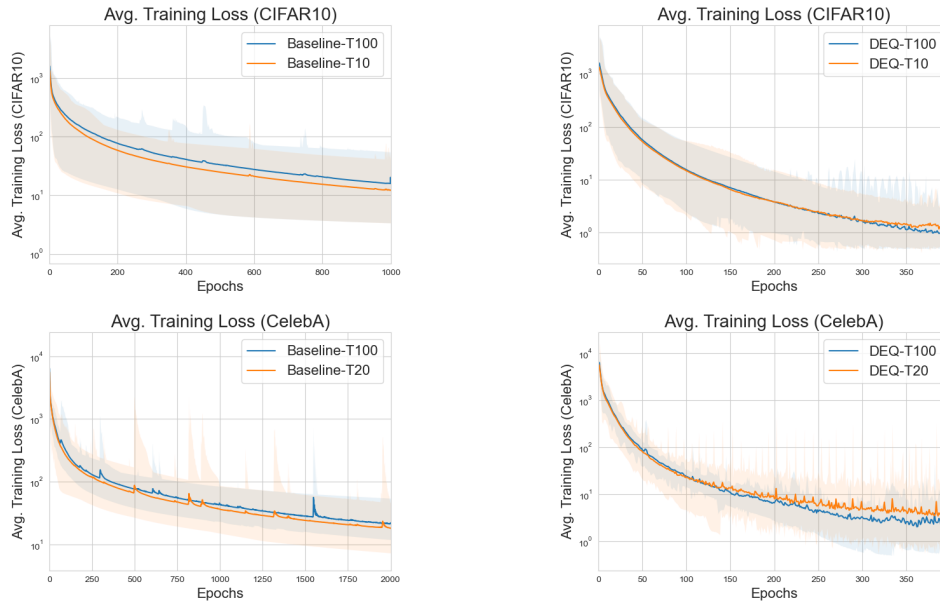 Avg. Training Loss (CIFAR10)
Avg. Training Loss (CIFAR10)
10³
10²
10¹
10⁰
Baseline-T100
Baseline-T10
0 200 400 600 800 1000
Epochs
Avg. Training Loss (CIFAR10)
Avg. Training Loss (CIFAR10)
10³
10²
10¹
10⁰
DEQ-T100
DEQ-T10
0 50 100 150 200 250 300 350
Epochs
Avg. Training Loss (CelebA)
Avg. Training Loss (CelebA)
10⁴
10³
10²
10¹
Baseline-T100
Baseline-T20
0 250 500 750 1000 1250 1500 1750 2000
Epochs
Avg. Training Loss (CelebA)
Avg. Training Loss (CelebA)
10⁴
10³
10²
10¹
10⁰
DEQ-T100
DEQ-T20
0 50 100 150 200 250 300 350
Epochs